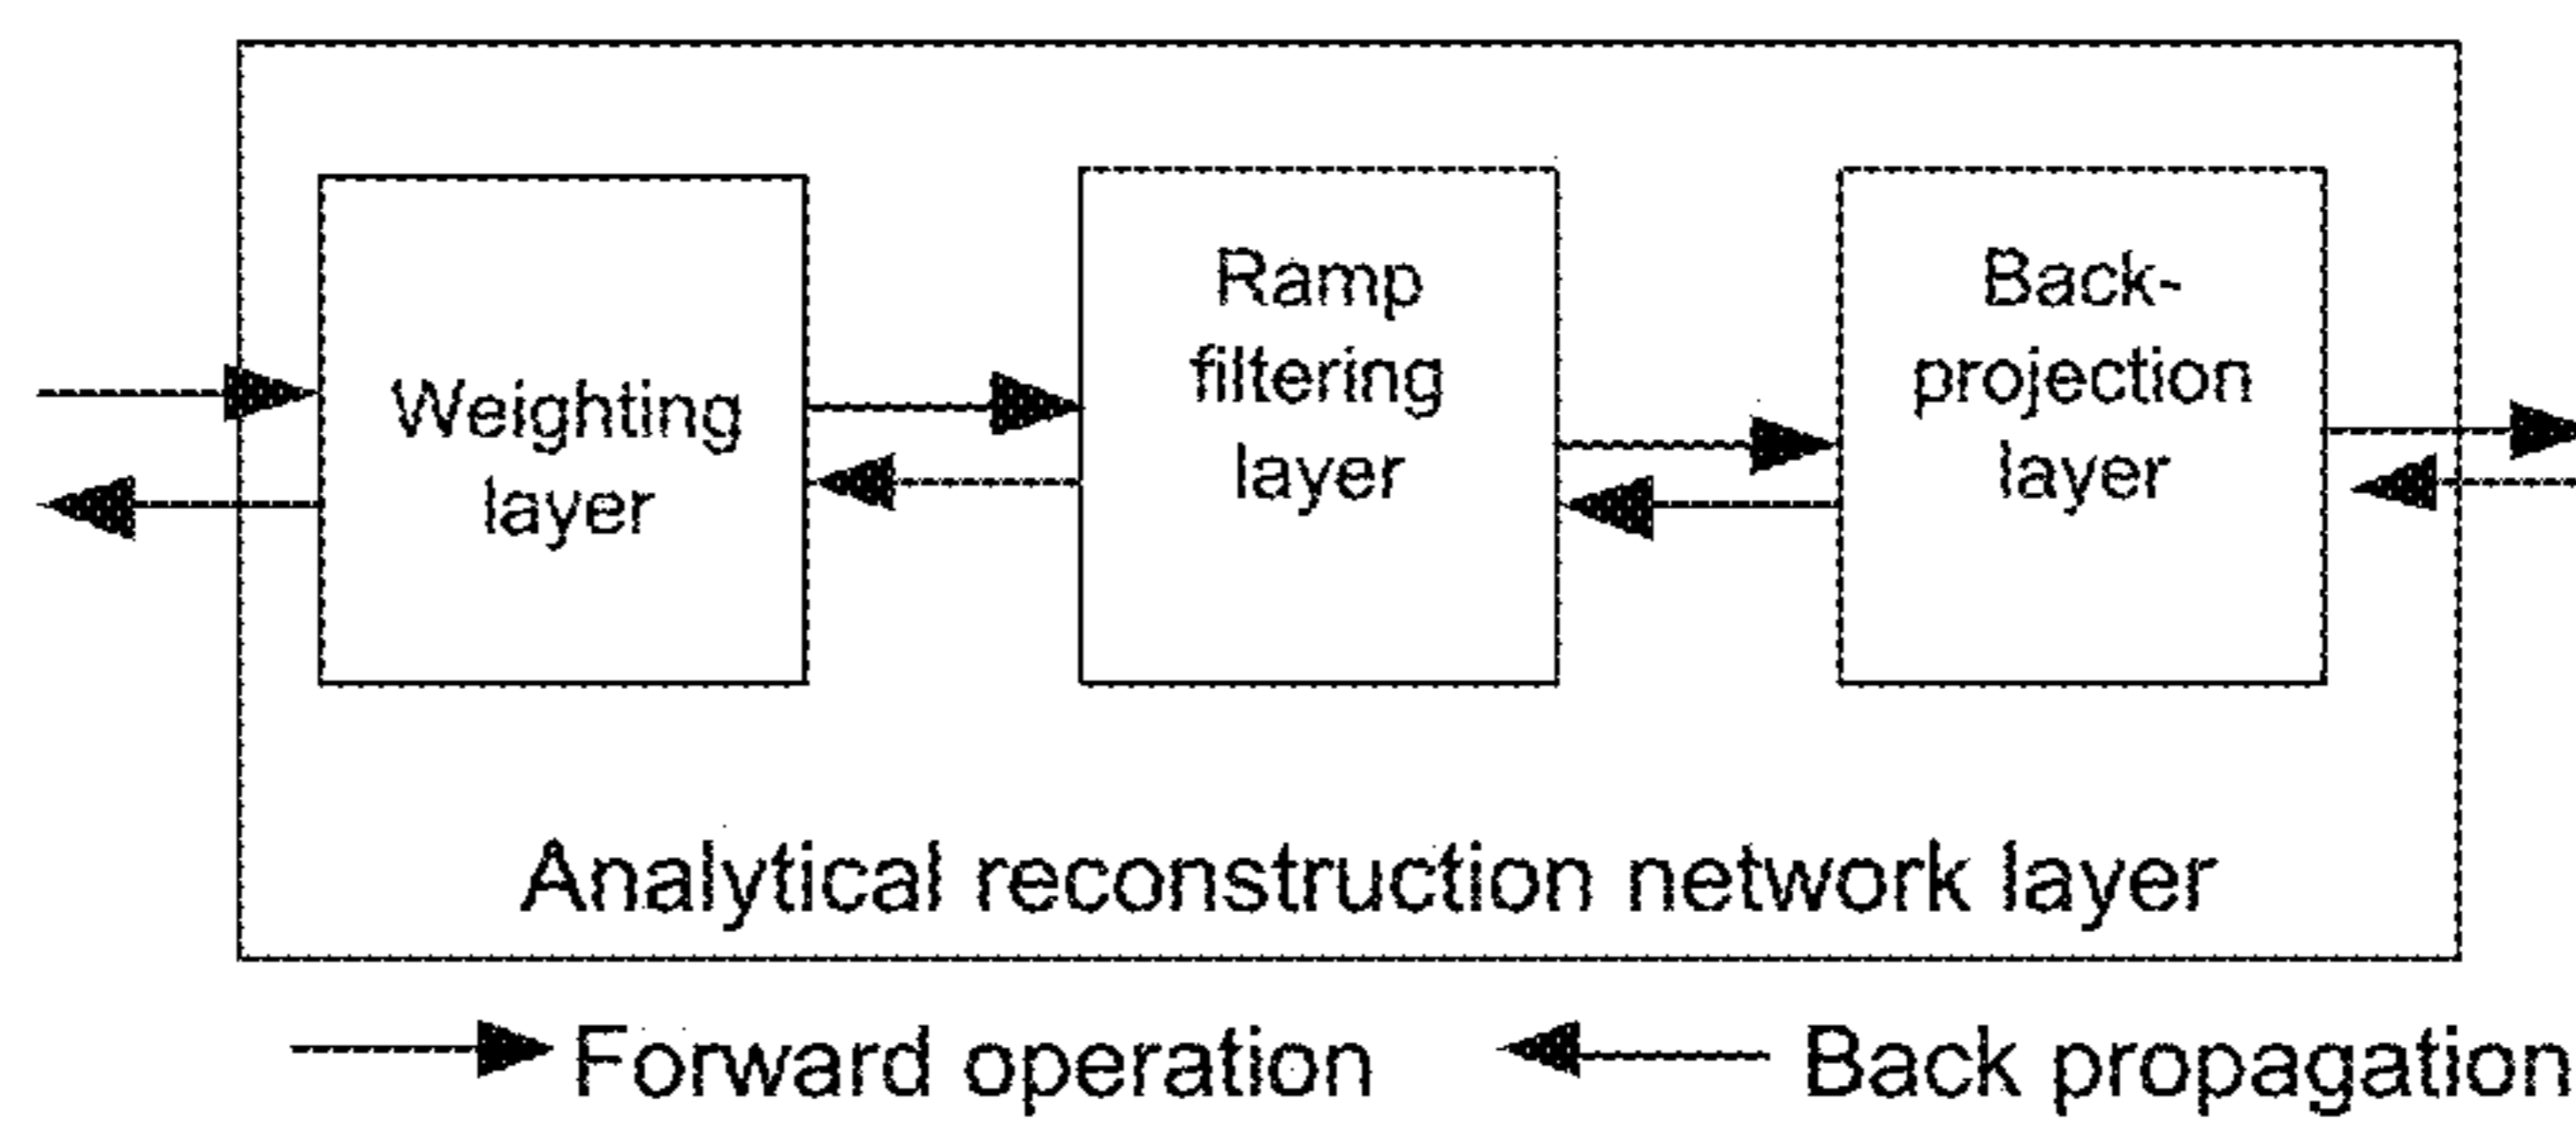 Weighting
layer
Ramp
filtering
layer
Back-
projection
layer
Analytical reconstruction network layer
Forward operation
Back propagation